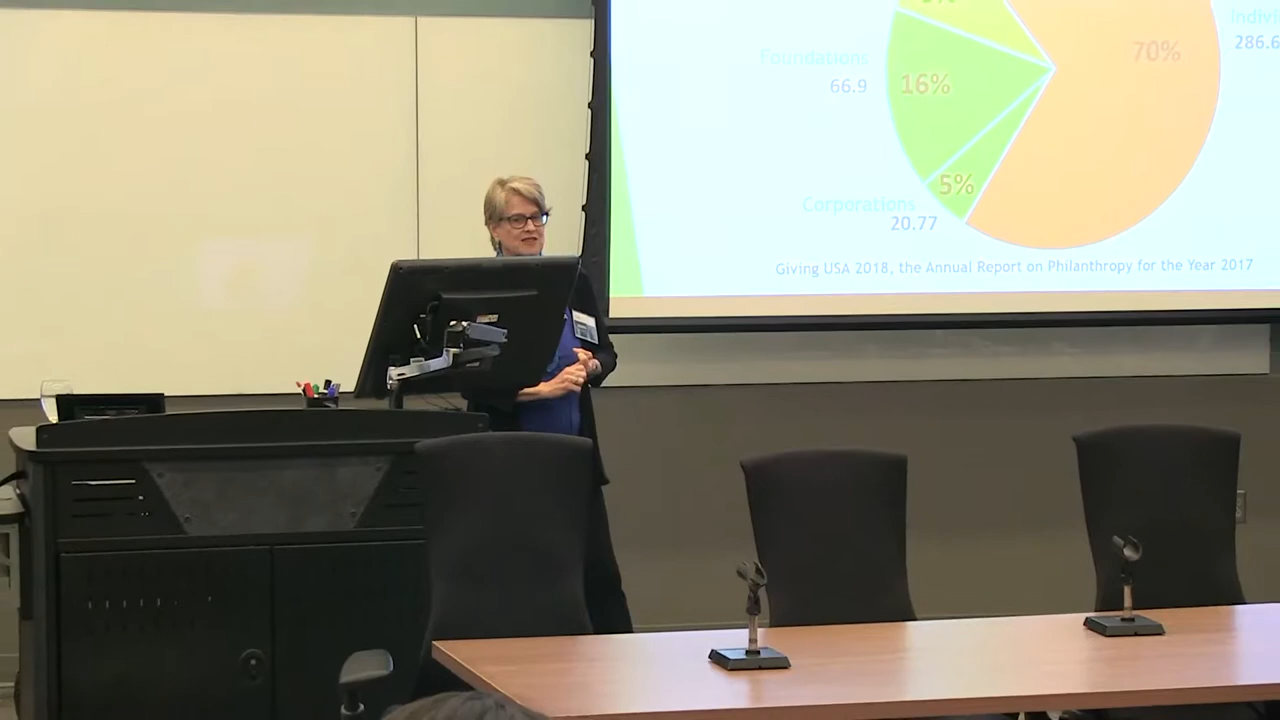 Foundations
66.9
16%
70%
286.6
5%
Corporations
20.77
Giving USA 2018, the Annual Report on Philanthropy for the Year 2017